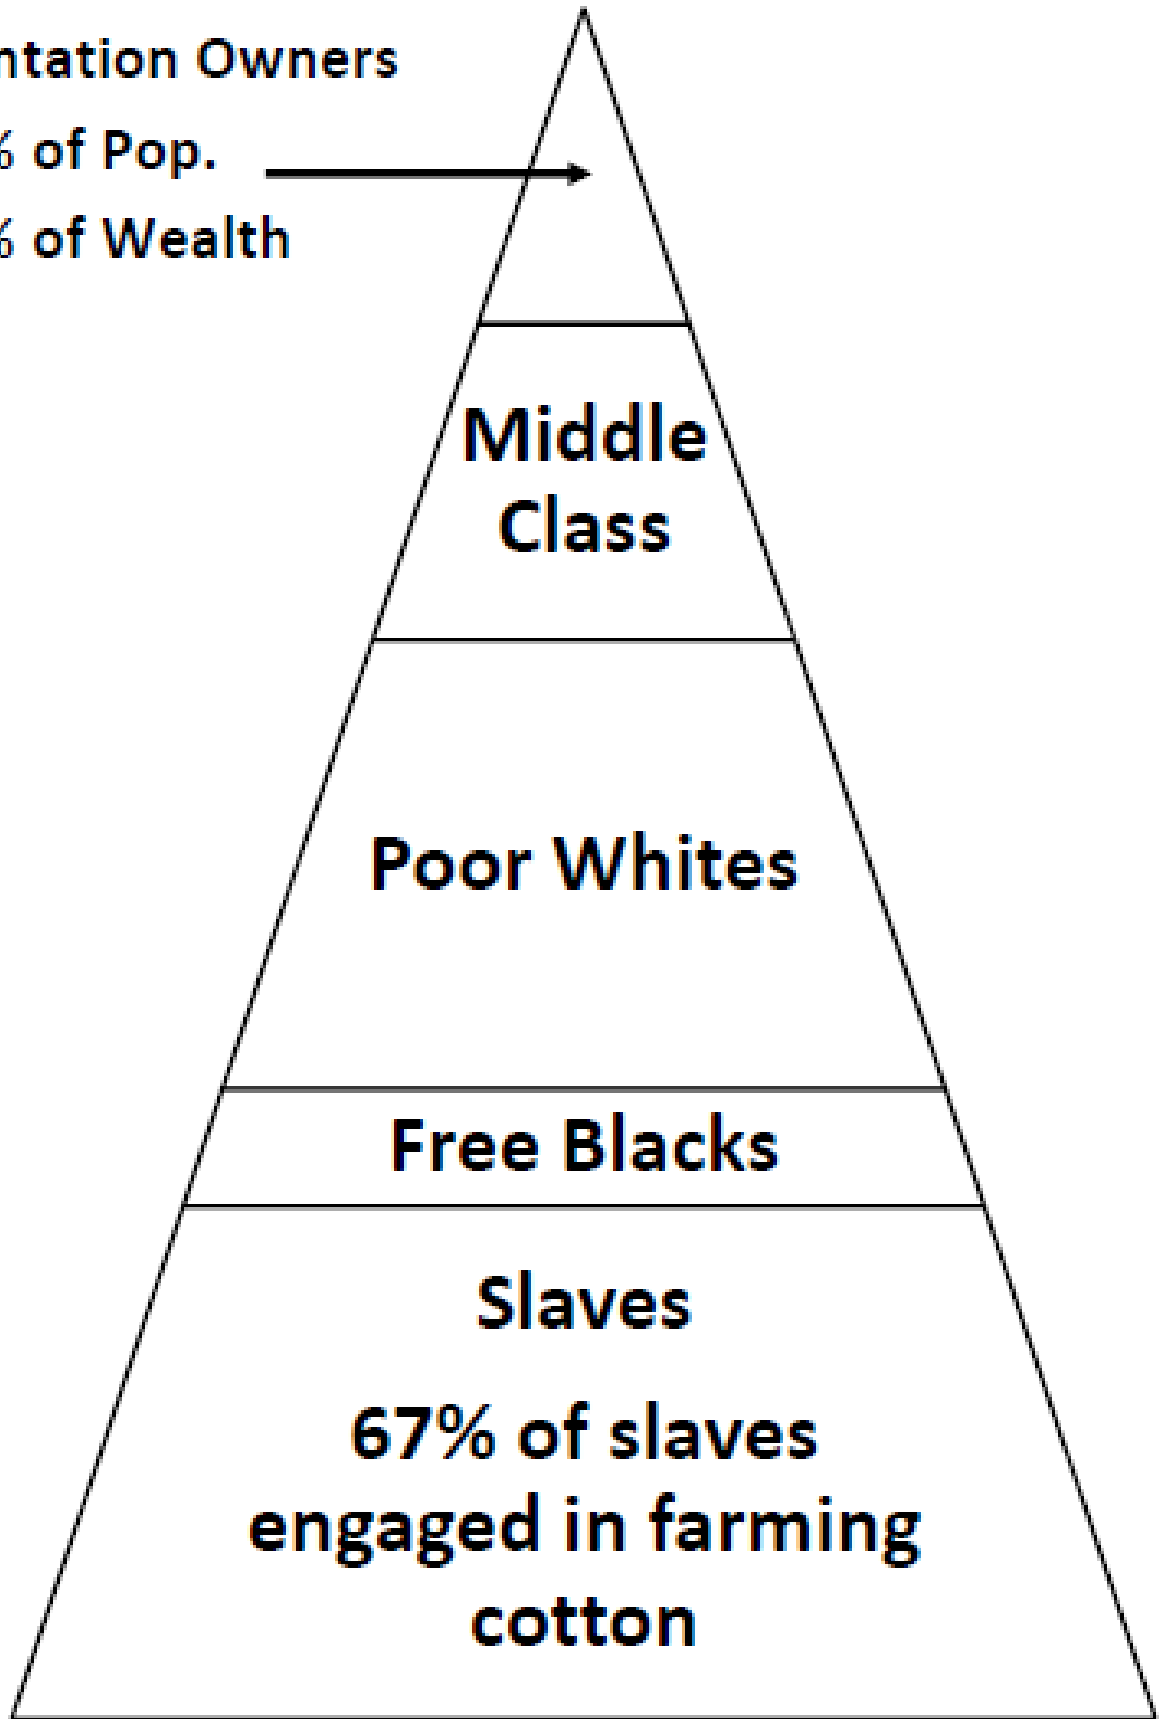 ntation Owners
% of Pop.
% of Wealth
Middle
Class
Poor Whites
Free Blacks
Slaves
67% of slaves
engaged in farming
cotton